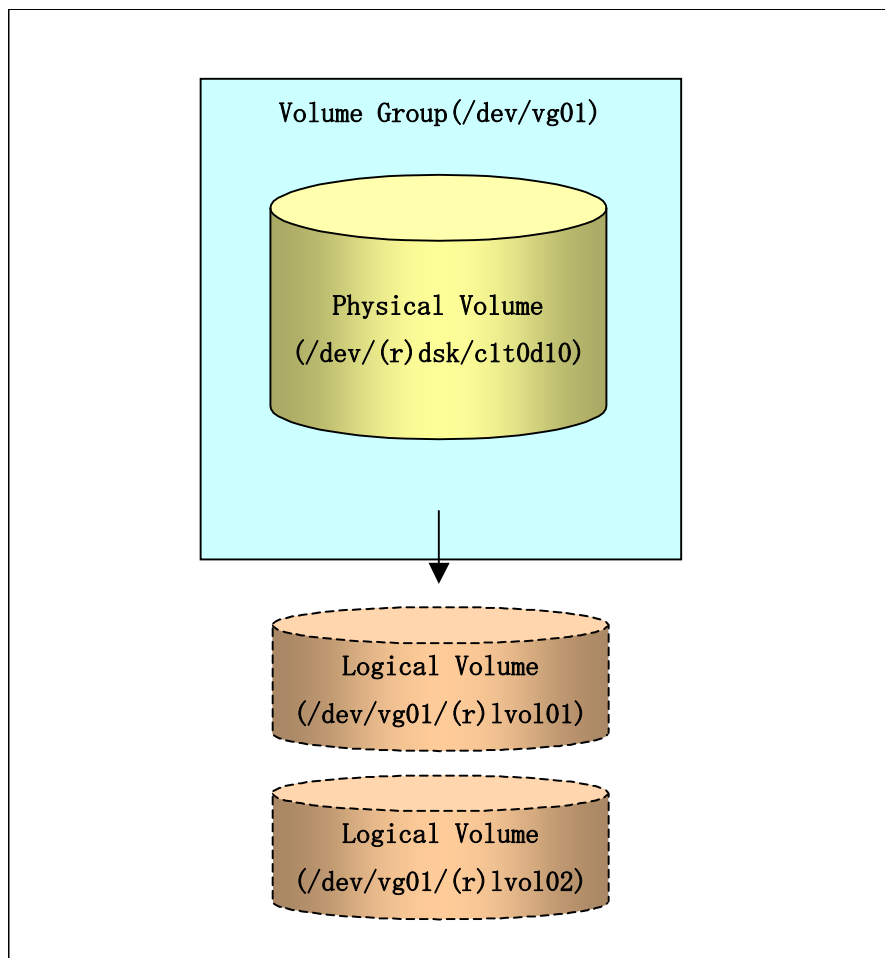 Volume Group(/dev/vg01)
Physical Volume
(/dev/(r)dsk/c1t0d10)
Logical Volume
(/dev/vg01/(r)lvol01)
Logical Volume
(/dev/vg01/(r)lvol02)